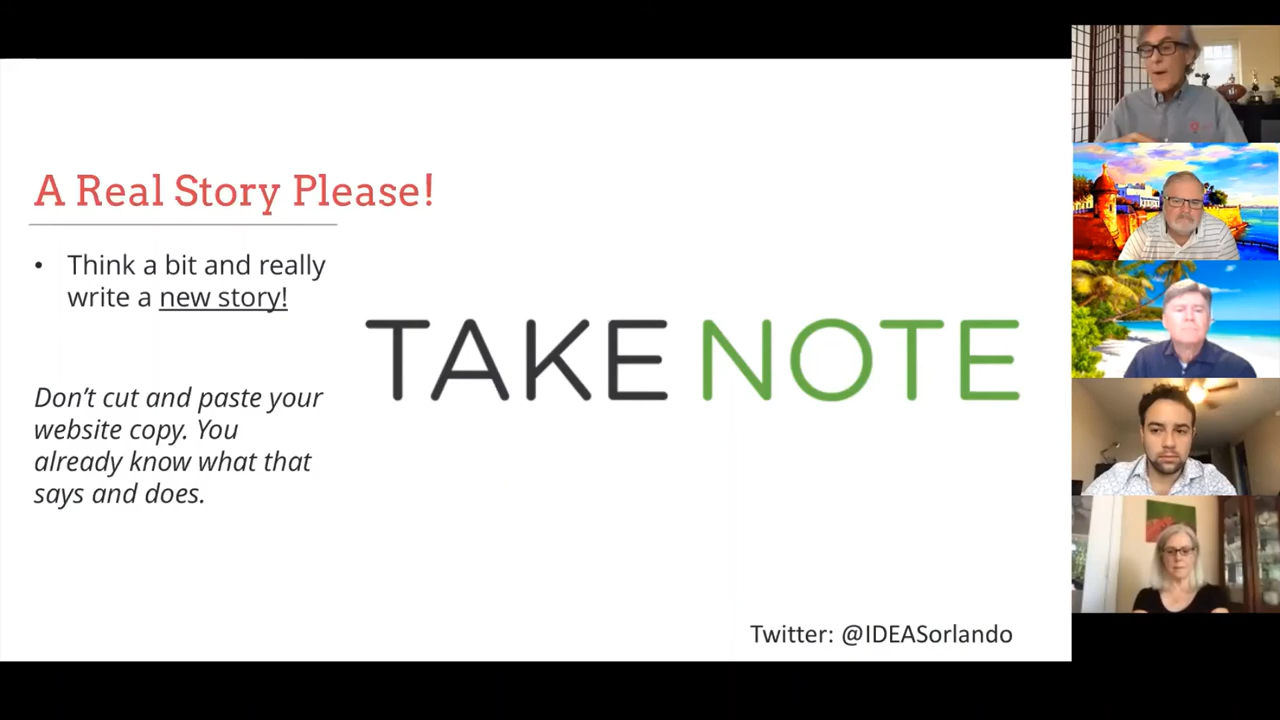 A Real Story Please!
• Think a bit and really
write a new story!
Don’t cut and paste your
website copy. You
already know what that
says and does.
TAKE NOTE
Twitter: @IDEASorlando